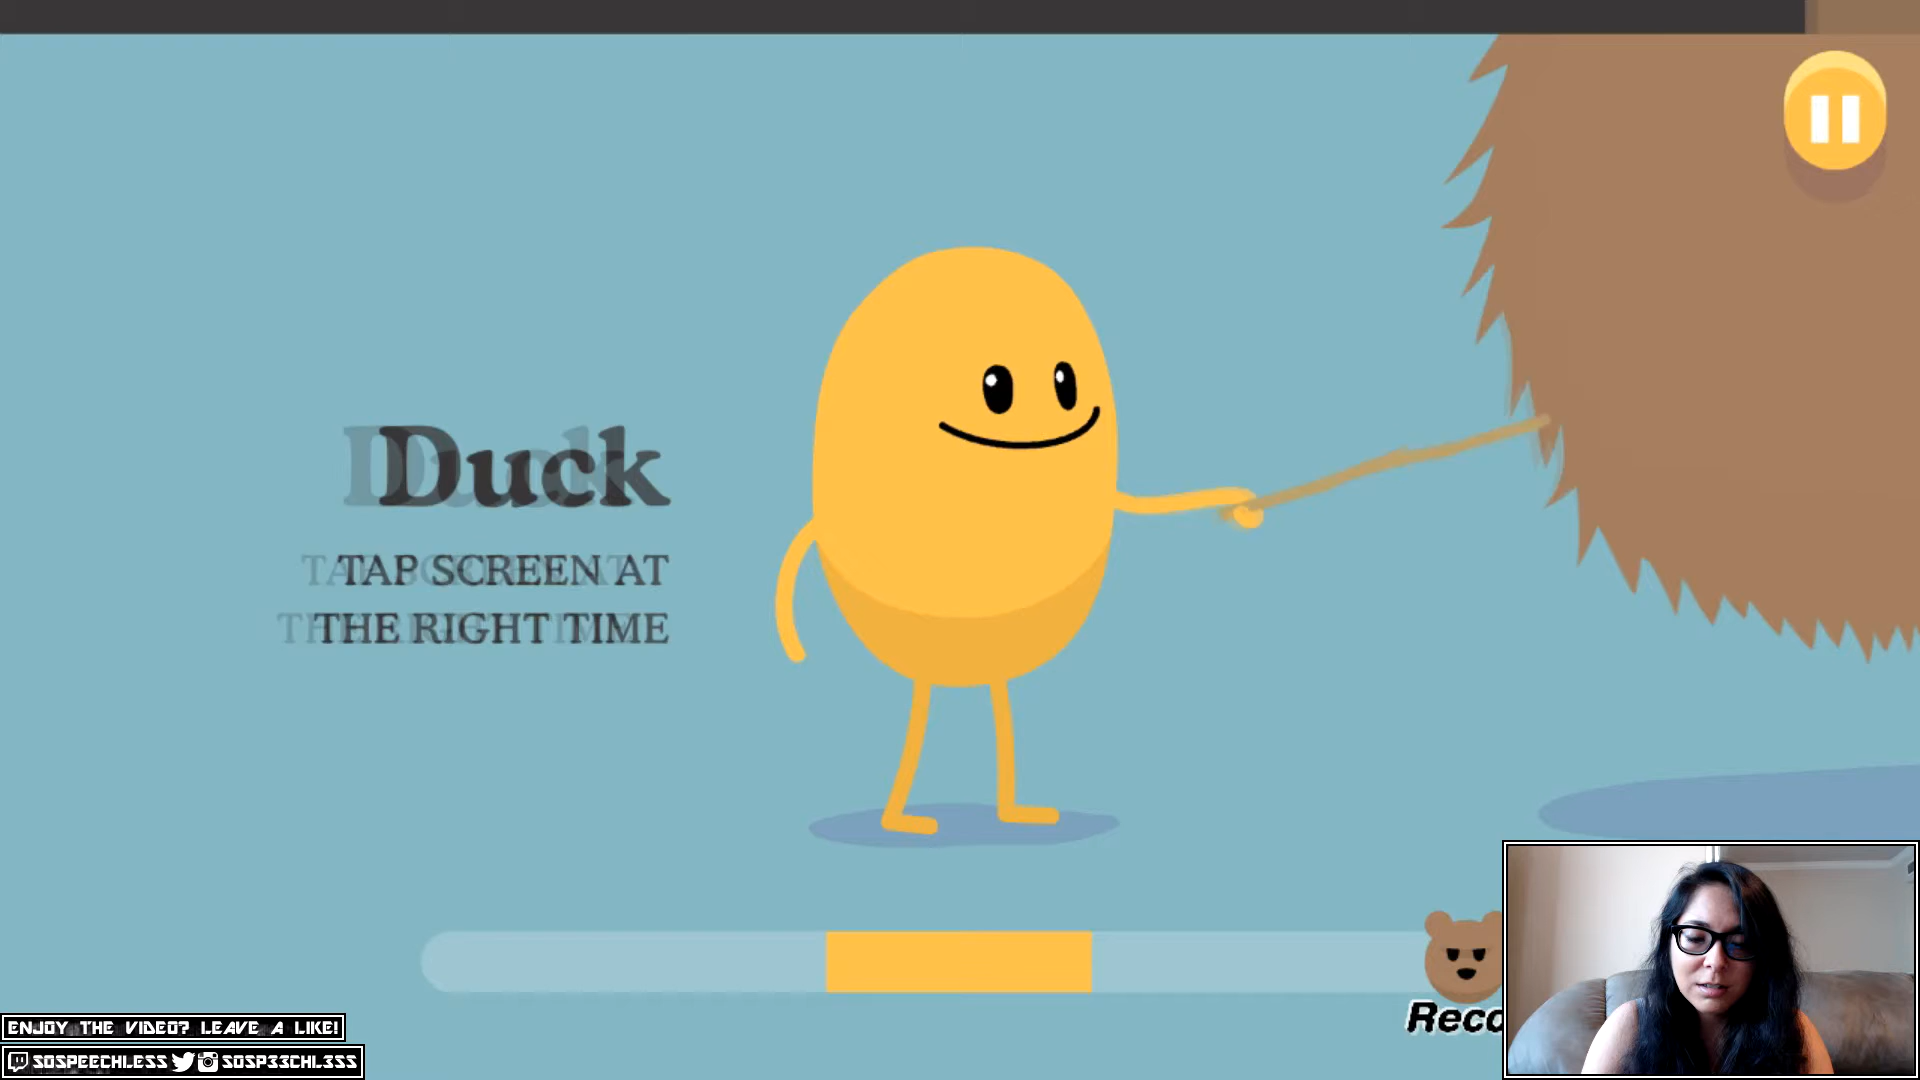 Duck
TAP SCREEN AT
THE RIGHT TIME
Reco
ENJOY THE VIDEO? LEAVE A LIKE!
SOSPEECHLESS SOSP33CHL3SS